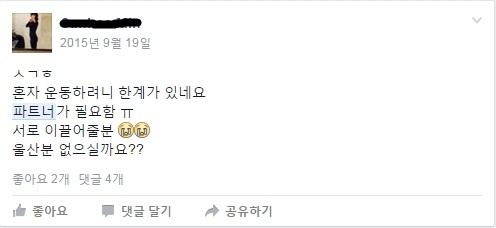 2015년 9월 19일
ㅅㄱㅎ
혼자 운동하려니 한계가 있네요
파트너가 필요함 ㅠ
서로 이끌어줄분 😭😭
울산분 없으실까요??
좋아요 2개 댓글 4개
좋아요 댓글 달기 공유하기